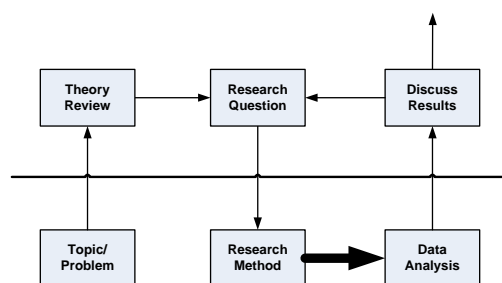 Theory
Review
Research
Question
Discuss
Results
Topic/
Problem
Research
Method
Data
Analysis